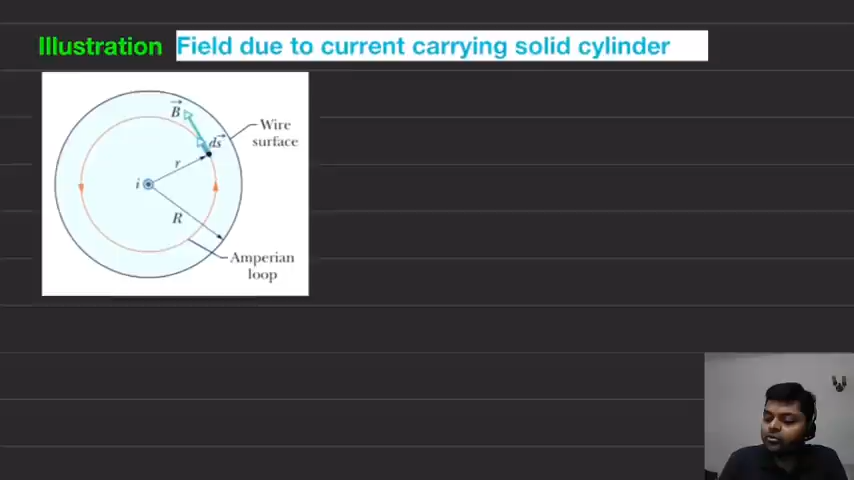 Illustration Field due to current carrying solid cylinder
B
Wire
surface
ds
r
i
R
Amperian
loop